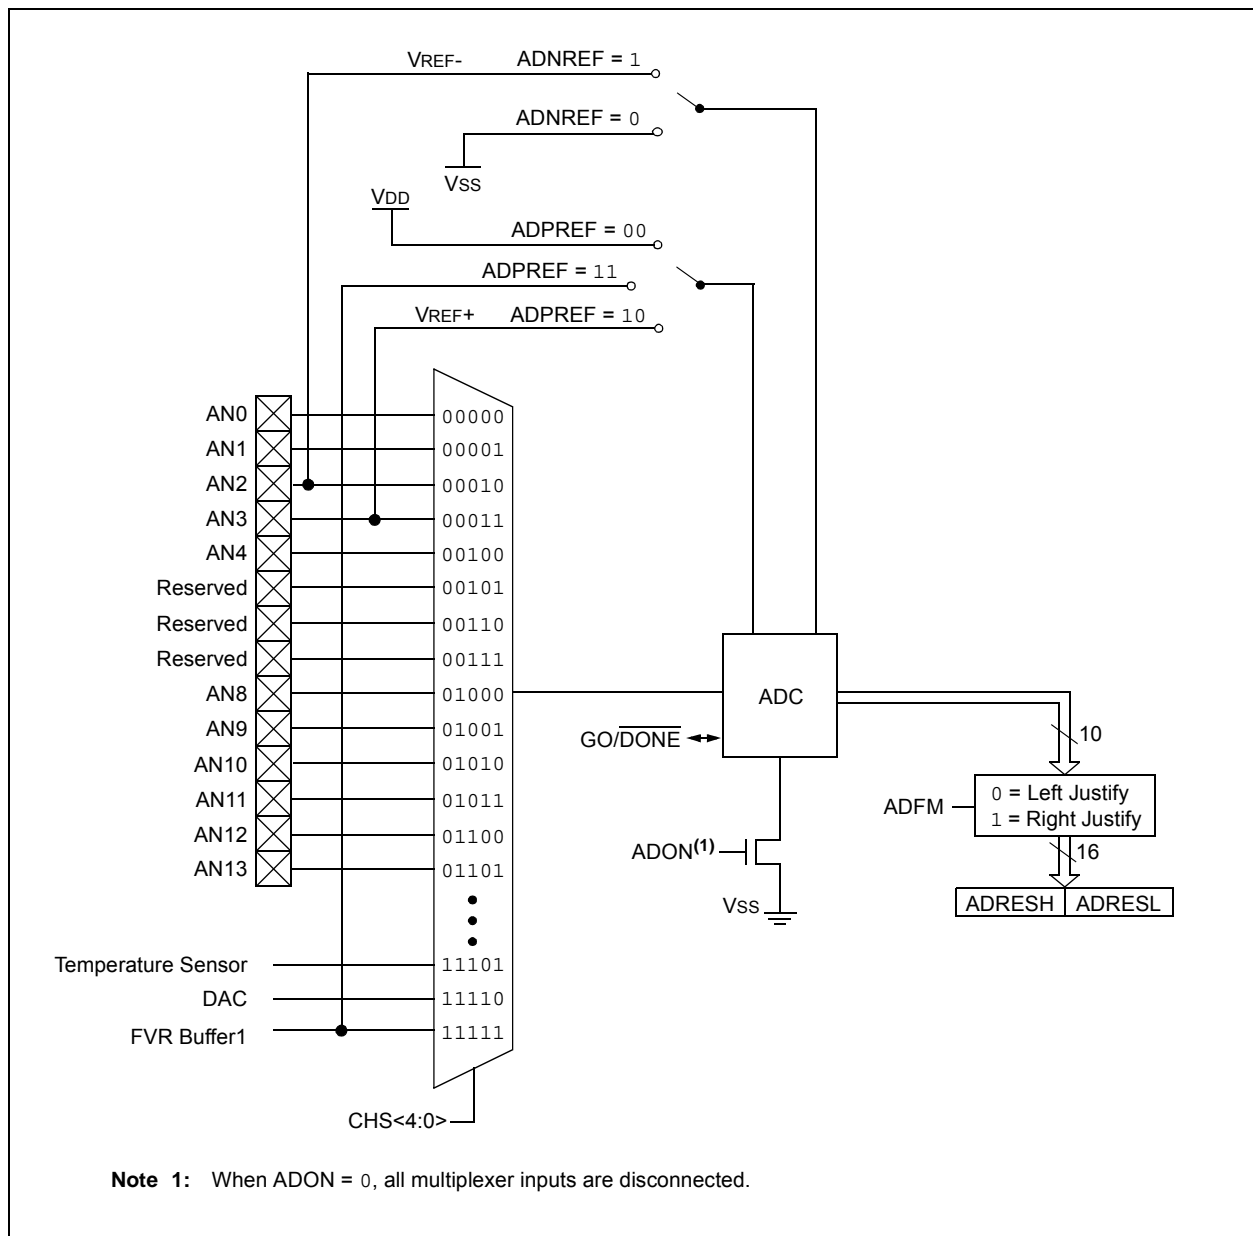 VREF- ADNREF = 1
ADNREF = 0
VSS
VDD
ADPREF = 00
ADPREF = 11
VREF+ ADPREF = 10
AN0 00000
AN1 00001
AN2 00010
AN3 00011
AN4 00100
Reserved 00101
Reserved 00110
Reserved 00111
AN8 01000
ADC
AN9 01001
GO/DONE
10
AN10 01010
AN11 01011
ADFM
0 = Left Justify
1 = Right Justify
AN12 01100
ADON(1)
16
AN13 01101
VSS
ADRESH ADRESL
Temperature Sensor 11101
DAC 11110
FVR Buffer1 11111
CHS<4:0>
Note 1: When ADON = 0, all multiplexer inputs are disconnected.